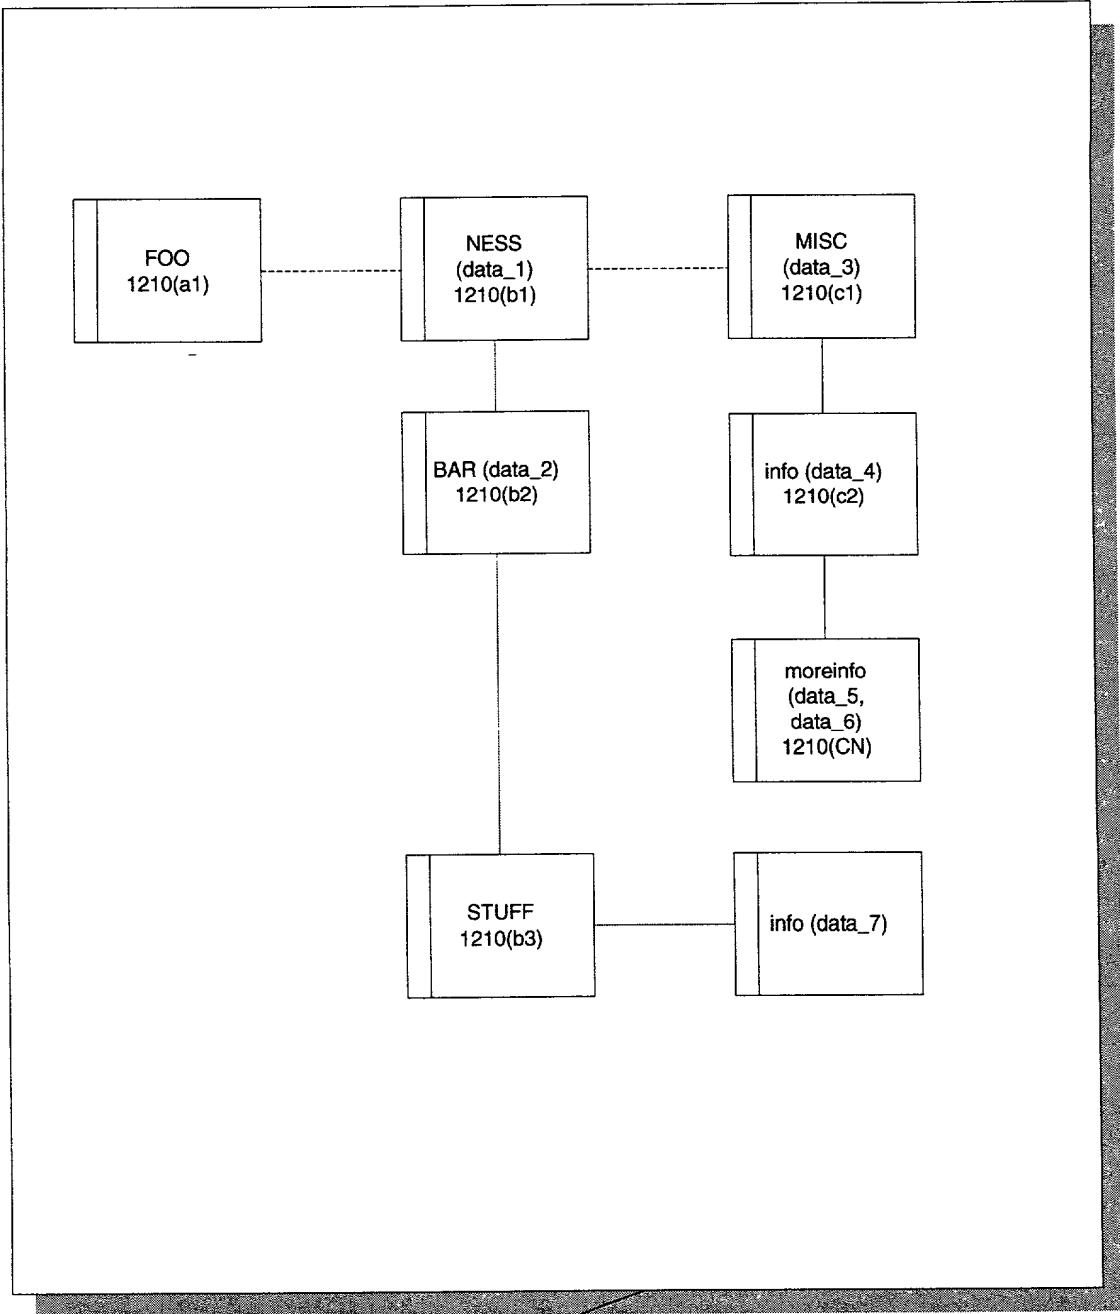 FOO
1210(a1)
NESS
(data_1)
1210(b1)
MISC
(data_3)
1210(c1)
BAR (data_2)
1210(b2)
info (data_4)
1210(c2)
moreinfo
(data_5,
data_6)
1210(CN)
STUFF
1210(b3)
info (data_7)